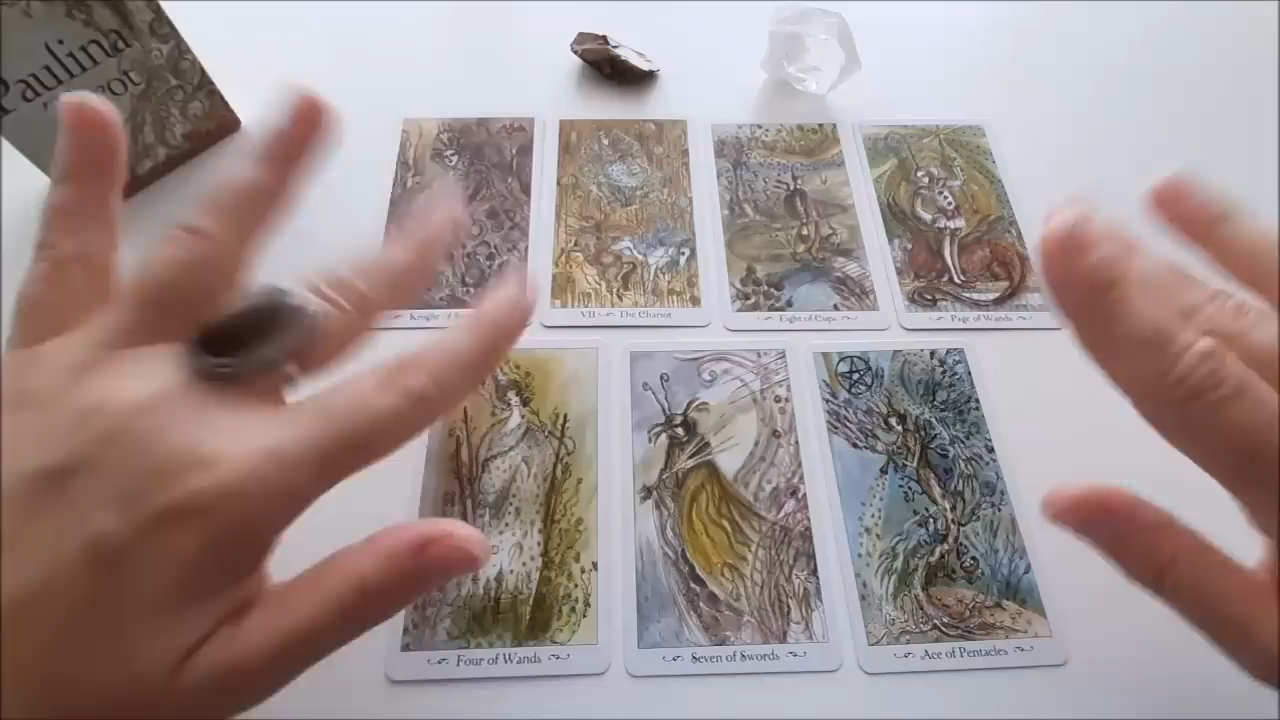 Paulina
Knight of
VII The Chariot
Eight of Cups
Page of Wands
Four of Wands
Seven of Swords
Ace of Pentacles